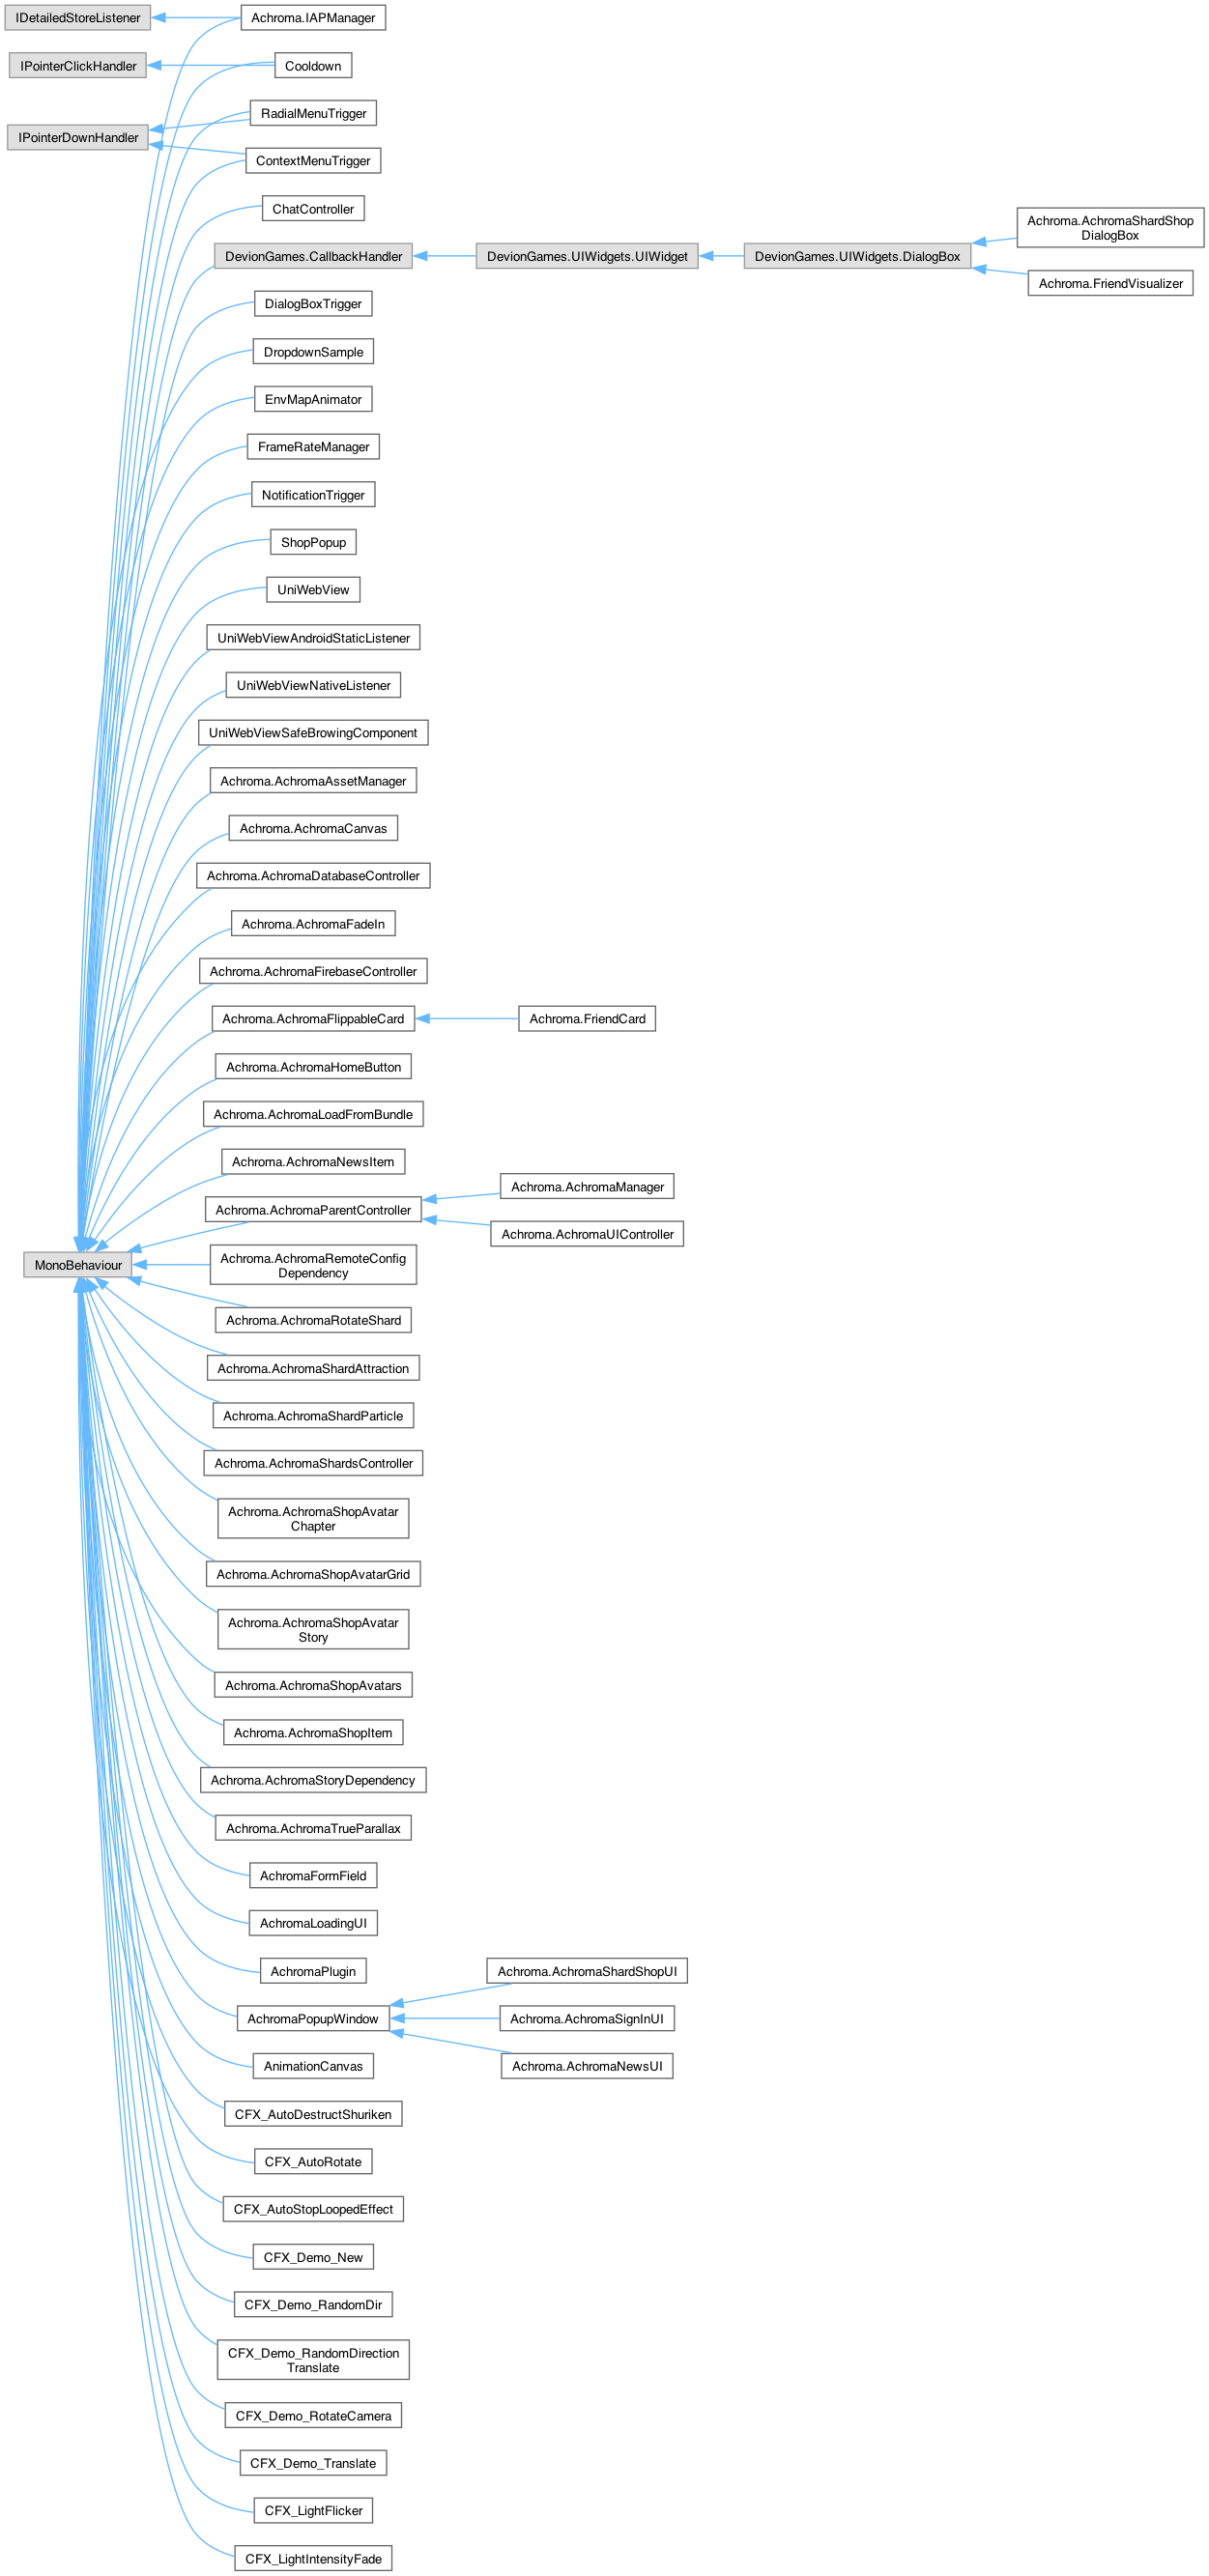 IDetailedStoreListener
Achroma.IAPManager
IPointerClickHandler
Cooldown
RadialMenuTrigger
IPointerDownHandler
ContextMenuTrigger
ChatController
Achroma.AchromaShardShop
DialogBox
DevionGames.CallbackHandler
DevionGames.UIWidgets.UIWidget
DevionGames.UIWidgets.DialogBox
Achroma.FriendVisualizer
DialogBoxTrigger
DropdownSample
EnvMapAnimator
FrameRateManager
NotificationTrigger
ShopPopup
UniWebView
UniWebViewAndroidStaticListener
UniWebViewNativeListener
UniWebViewSafeBrowingComponent
Achroma.AchromaAssetManager
Achroma.AchromaCanvas
Achroma.AchromaDatabaseController
Achroma.AchromaFadeIn
Achroma.AchromaFirebaseController
Achroma.AchromaFlippableCard
Achroma.FriendCard
Achroma.AchromaHomeButton
Achroma.AchromaLoadFromBundle
Achroma.AchromaNewsItem
Achroma.AchromaManager
Achroma.AchromaParentController
Achroma.AchromaUIController
MonoBehaviour
Achroma.AchromaRemoteConfig
Dependency
Achroma.AchromaRotateShard
Achroma.AchromaShardAttraction
Achroma.AchromaShardParticle
Achroma.AchromaShardsController
Achroma.AchromaShopAvatar
Chapter
Achroma.AchromaShopAvatarGrid
Achroma.AchromaShopAvatar
Story
Achroma.AchromaShopAvatars
Achroma.AchromaShopItem
Achroma.AchromaStoryDependency
Achroma.AchromaTrueParallax
AchromaFormField
AchromaLoadingUI
AchromaPlugin
Achroma.AchromaShardShopUI
AchromaPopupWindow
Achroma.AchromaSignInUI
Achroma.AchromaNewsUI
AnimationCanvas
CFX_AutoDestructShuriken
CFX_AutoRotate
CFX_AutoStopLoopedEffect
CFX_Demo_New
CFX_Demo_RandomDir
CFX_Demo_RandomDirection
Translate
CFX_Demo_RotateCamera
CFX_Demo_Translate
CFX_LightFlicker
CFX_LightIntensityFade